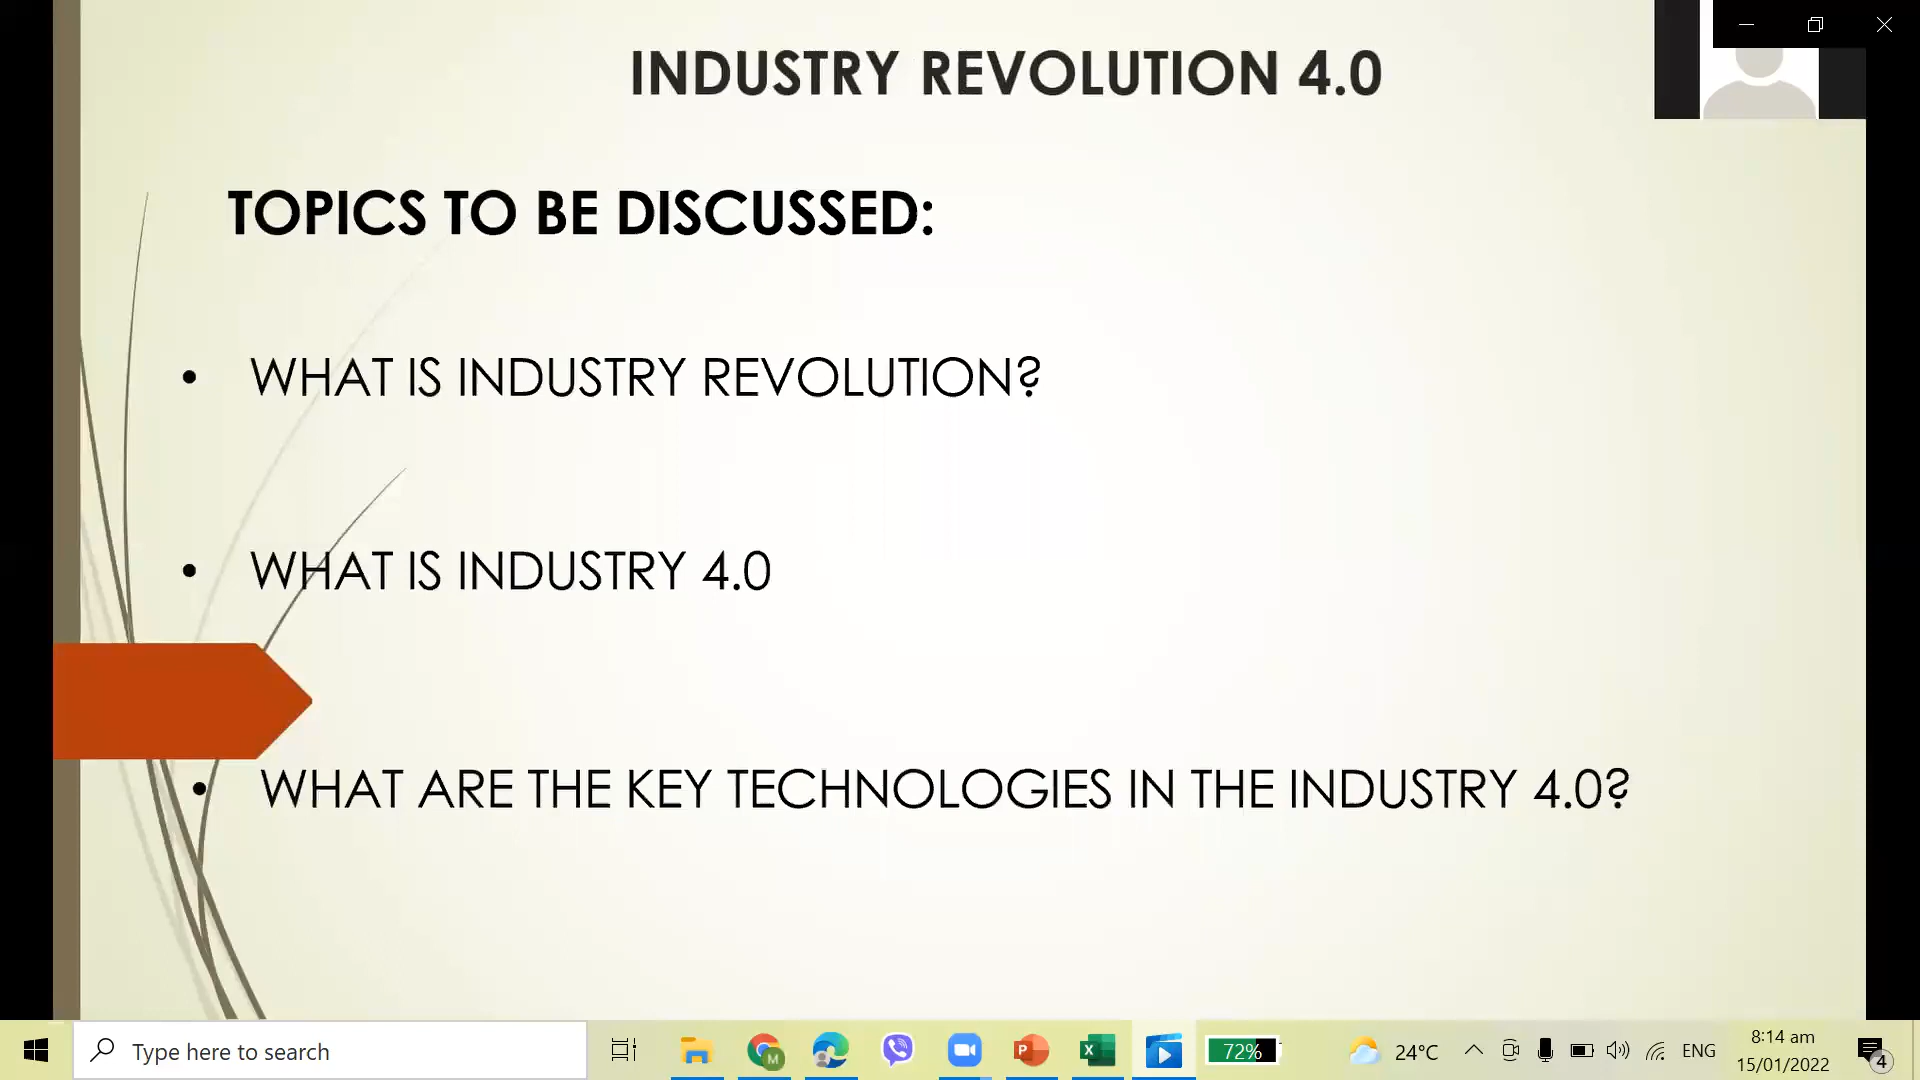 INDUSTRY REVOLUTION 4.0
TOPICS TO BE DISCUSSED:
• WHAT IS INDUSTRY REVOLUTION?
• WHAT IS INDUSTRY 4.0
• WHAT ARE THE KEY TECHNOLOGIES IN THE INDUSTRY 4.0?
Type here to search
M
P
X
72%
24°C
ENG
8:14 am
15/01/2022
4